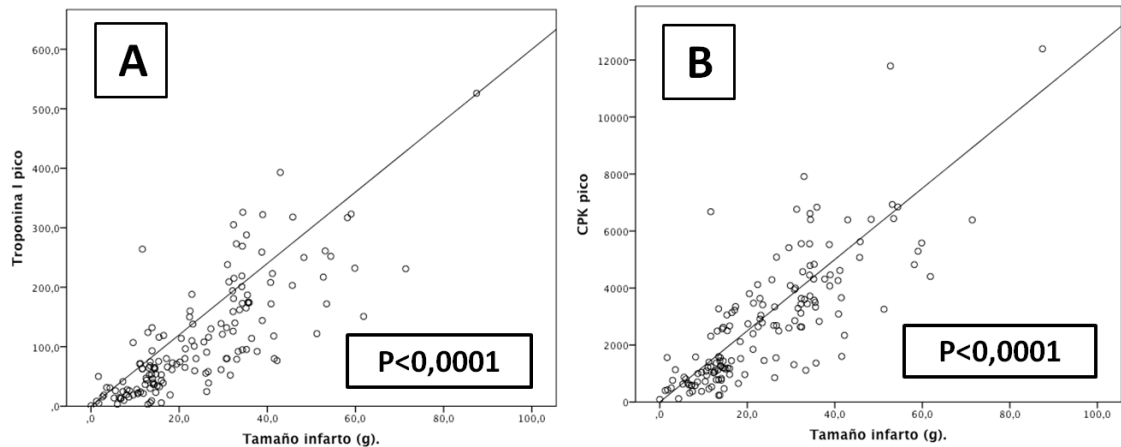 A
Troponina I pico
600,0
500,0
400,0
300,0
200,0
100,0
,0
P<0,0001
,0 20,0 40,0 60,0 80,0 100,0
Tamaño infarto (g).
B
CPK pico
12000
10000
8000
6000
4000
2000
0
P<0,0001
,0 20,0 40,0 60,0 80,0 100,0
Tamaño infarto (g).